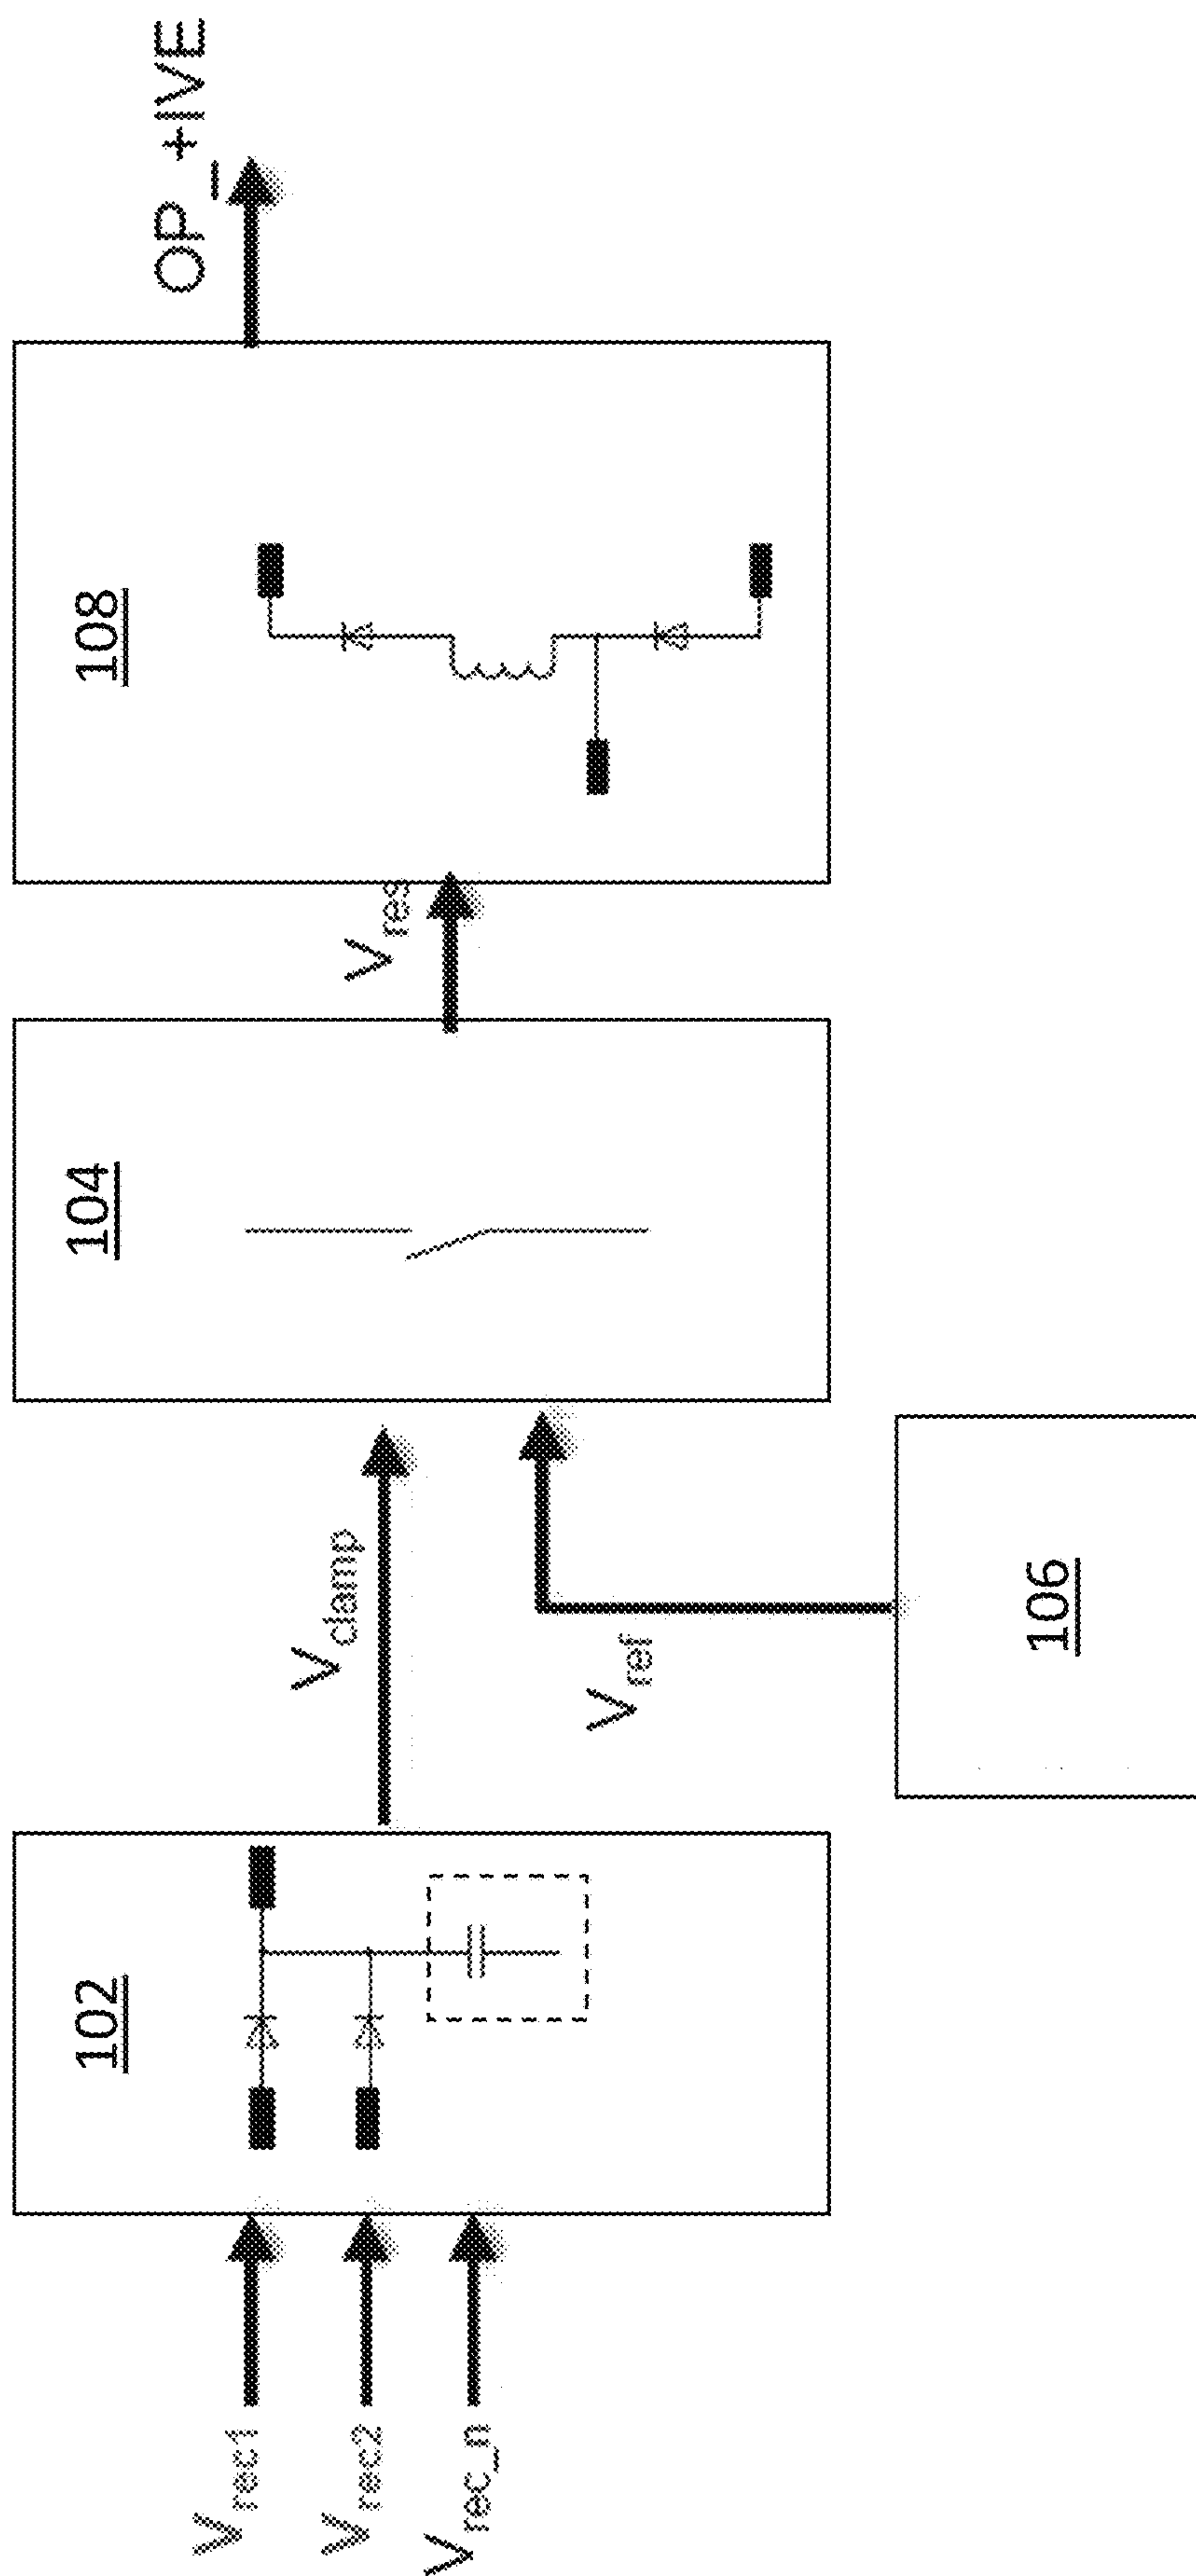 V_rec1
V_rec2
V_rec_n
102
V_clamp
V_ref
106
104
V_res
108
OP_+IVE